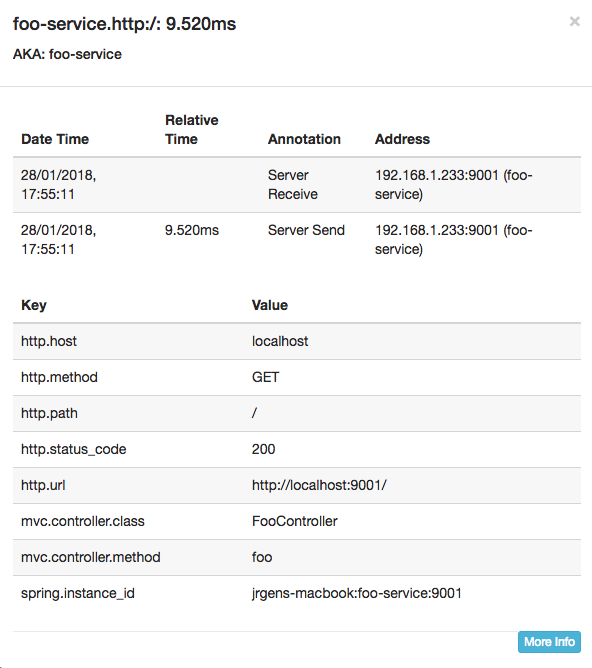 foo-service.http:/: 9.520ms
×
AKA: foo-service
Date Time Relative Time Annotation Address
28/01/2018, 17:55:11 Server Receive 192.168.1.233:9001 (foo-service)
28/01/2018, 17:55:11 9.520ms Server Send 192.168.1.233:9001 (foo-service)
Key Value
http.host localhost
http.method GET
http.path /
http.status_code 200
http.url http://localhost:9001/
mvc.controller.class FooController
mvc.controller.method foo
spring.instance_id jrgens-macbook:foo-service:9001
More Info